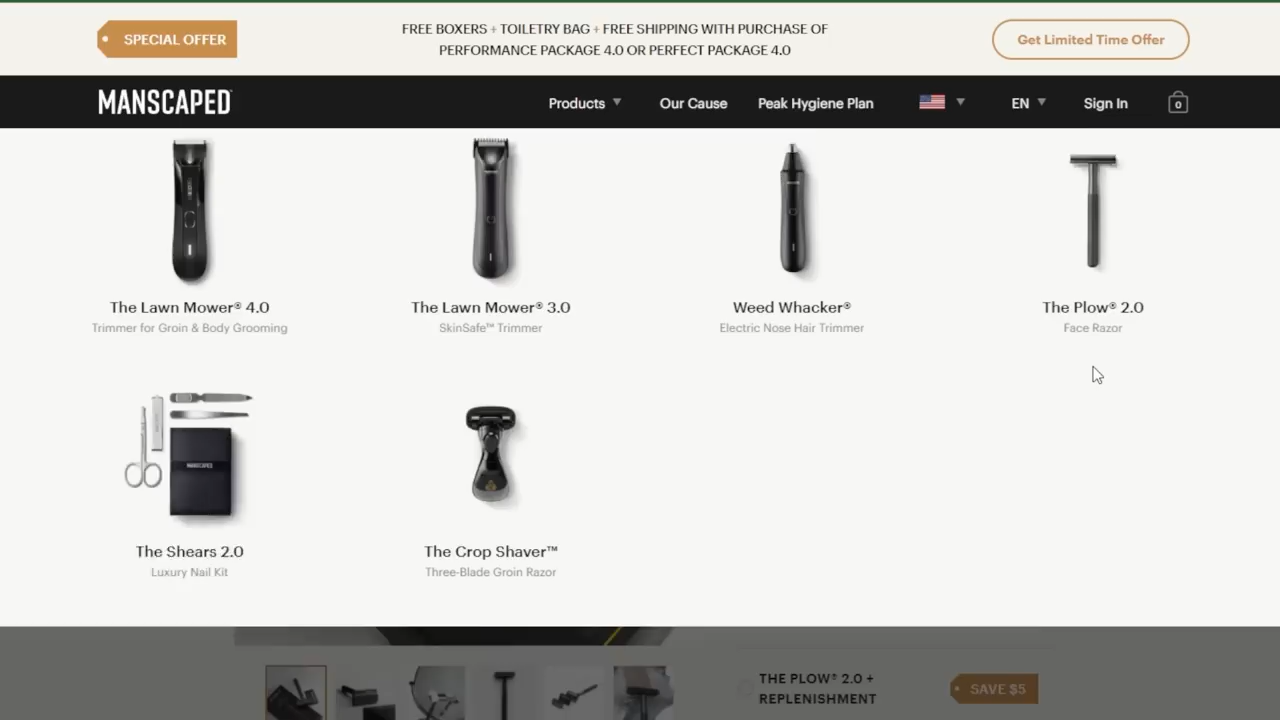 SPECIAL OFFER
FREE BOXERS + TOILETRY BAG + FREE SHIPPING WITH PURCHASE OF
PERFORMANCE PACKAGE 4.0 OR PERFECT PACKAGE 4.0
Get Limited Time Offer
MANSCAPED
Products
Our Cause
Peak Hygiene Plan
EN
Sign In
0
The Lawn Mower® 4.0
Trimmer for Groin & Body Grooming
The Lawn Mower® 3.0
SkinSafe™ Trimmer
Weed Whacker®
Electric Nose Hair Trimmer
The Plow® 2.0
Face Razor
MANSCAPED
The Shears 2.0
Luxury Nail Kit
The Crop Shaver™
Three-Blade Groin Razor
THE PLOW® 2.0 +
REPLENISHMENT
SAVE $5